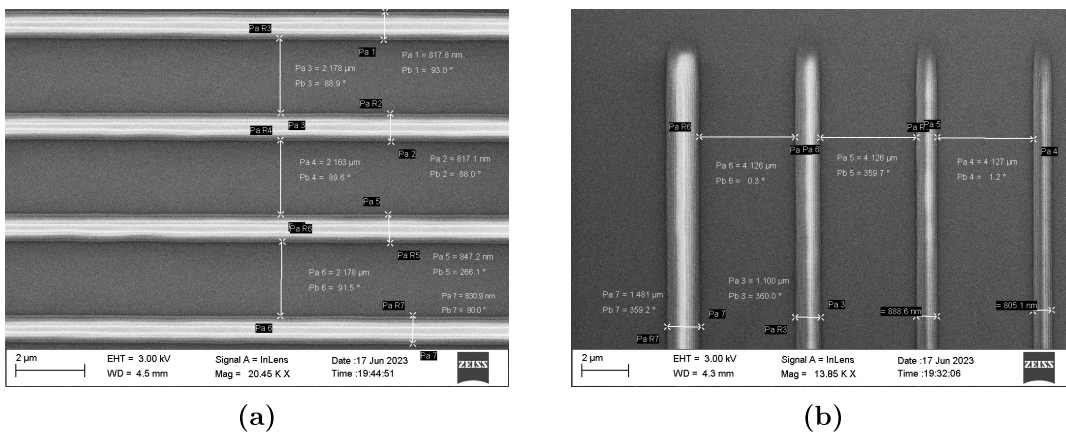 Pa R3
Pa 1
Pa 1 = 817.8 nm
Pb 1 = 93.0 °
Pa 3 = 2.178 µm
Pb 3 = 88.9 °
Pa R2
Pa 3
Pa R4
Pa 2
Pa 2 = 817.1 nm
Pb 2 = 88.0 °
Pa 4 = 2.163 µm
Pb 4 = 89.6 °
Pa 5
Pa R6
Pa R5
Pa 5 = 847.2 nm
Pb 5 = 266.1 °
Pa 6 = 2.178 µm
Pb 6 = 91.5 °
Pa 7 = 830.9 nm
Pb 7 = 90.0 °
Pa R7
Pa 6
Pa 7
2 µm
EHT = 3.00 kV
WD = 4.5 mm
Signal A = InLens
Mag = 20.45 K X
Date :17 Jun 2023
Time :19:44:51
ZEISS
(a)
Pa R6
Pa 5
Pa 6
Pa 4
Pa 6 = 4.126 µm
Pb 6 = 0.3 °
Pa 5 = 4.126 µm
Pb 5 = 359.7 °
Pa 4 = 4.127 µm
Pb 4 = 1.2 °
Pa 7 = 1.481 µm
Pb 7 = 359.2 °
Pa 3 = 1.100 µm
Pb 3 = 360.0 °
Pa 7
Pa 3
= 888.6 nm
= 805.1 nm
Pa R7
Pa R3
2 µm
EHT = 3.00 kV
WD = 4.3 mm
Signal A = InLens
Mag = 13.85 K X
Date :17 Jun 2023
Time :19:32:06
ZEISS
(b)